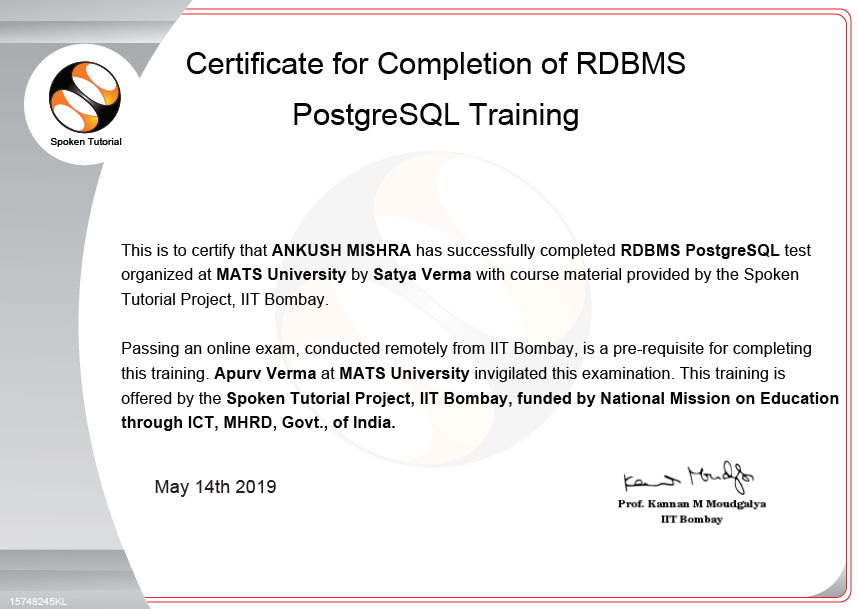 Certificate for Completion of RDBMS
PostgreSQL Training
Spoken Tutorial
This is to certify that ANKUSH MISHRA has successfully completed RDBMS PostgreSQL test
organized at MATS University by Satya Verma with course material provided by the Spoken
Tutorial Project, IIT Bombay.
Passing an online exam, conducted remotely from IIT Bombay, is a pre-requisite for completing
this training. Apurv Verma at MATS University invigilated this examination. This training is
offered by the Spoken Tutorial Project, IIT Bombay, funded by National Mission on Education
through ICT, MHRD, Govt., of India.
May 14th 2019
Kannan Moudgalya
Prof. Kannan M Moudgalya
IIT Bombay
15748245KL